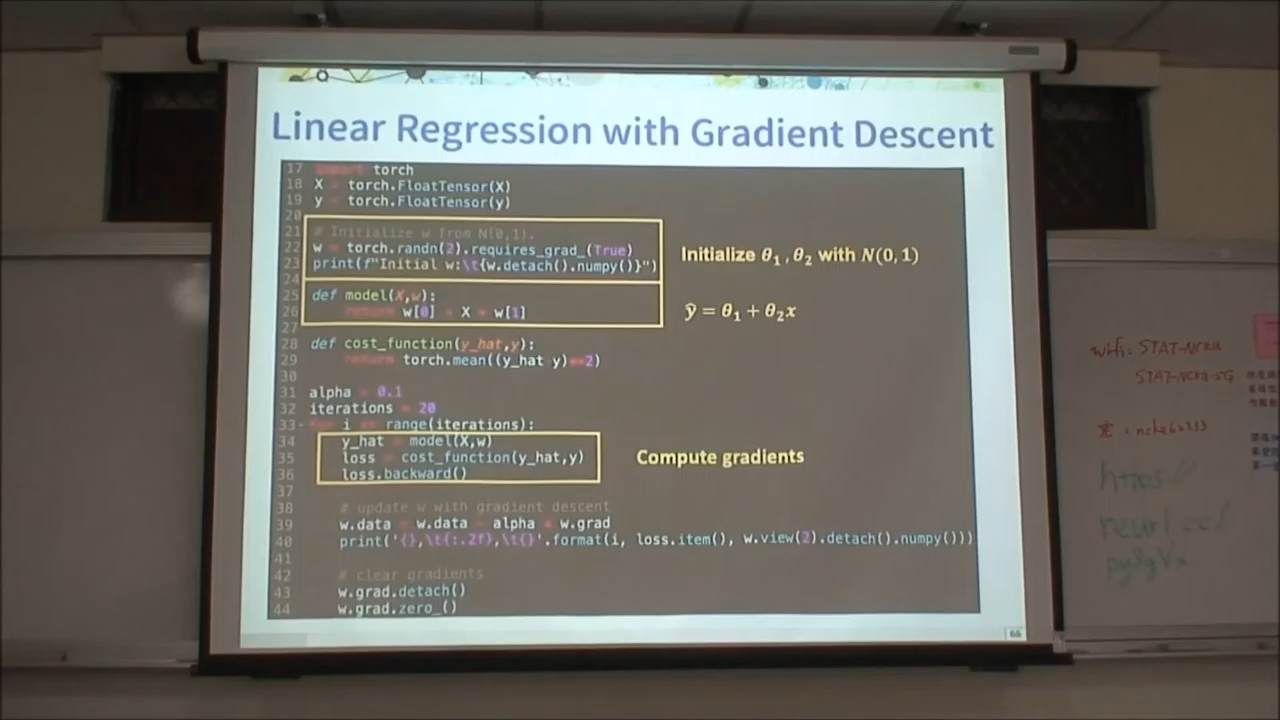 Linear Regression with Gradient Descent
17 import torch
18 X = torch.FloatTensor(X)
19 y = torch.FloatTensor(y)
20
21 # Initialize w from N(0,1).
22 w = torch.randn(2).requires_grad_(True)
23 print(f"Initial w:\t{w.detach().numpy()}")
24
25 def model(X,w):
26 return w[0] + X * w[1]
27
28 def cost_function(y_hat,y):
29 return torch.mean((y_hat-y)**2)
30
31 alpha = 0.1
32 iterations = 20
33 for i in range(iterations):
34 y_hat = model(X,w)
35 loss = cost_function(y_hat,y)
36 loss.backward()
37
38 # update w with gradient descent
39 w.data = w.data - alpha * w.grad
40 print('{},\t{:.2f},\t{}'.format(i, loss.item(), w.view(2).detach().numpy()))
41
42 # clear gradients
43 w.grad.detach()
44 w.grad.zero_()
Initialize θ₁, θ₂ with N(0, 1)
ŷ = θ₁ + θ₂x
Compute gradients
66
wifi: STAT-NCKU
STAT-NCKU-5G